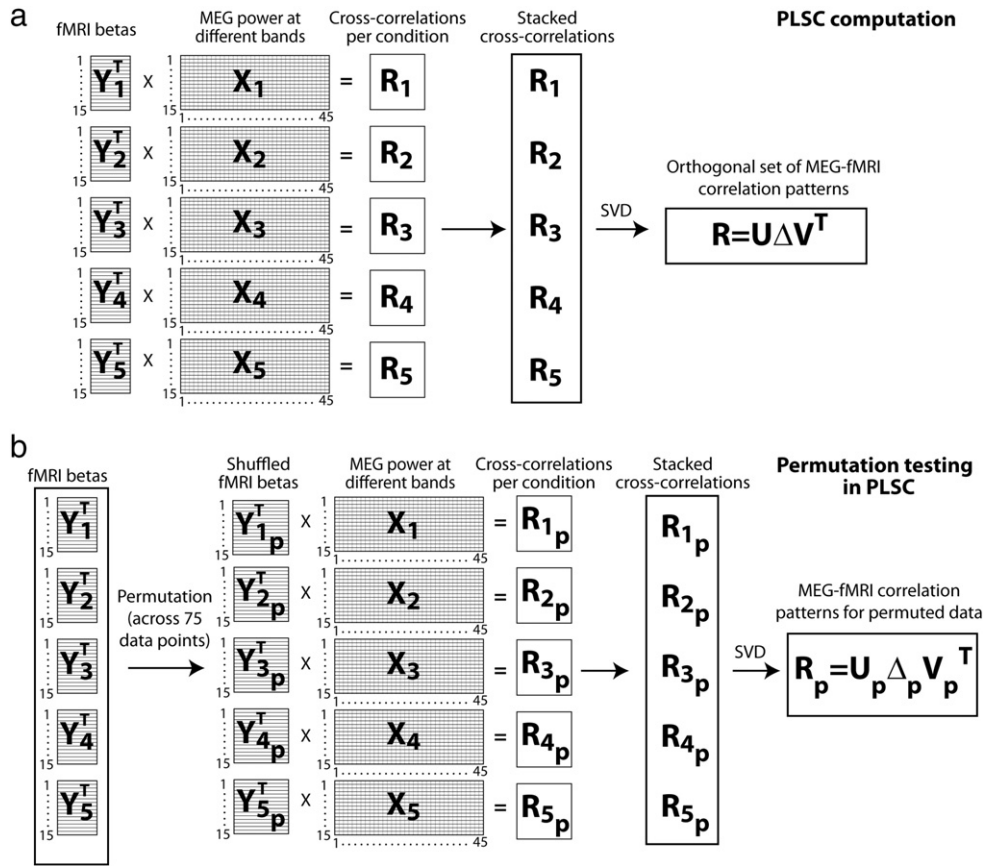 a
PLSC computation
fMRI betas
MEG power at
different bands
Cross-correlations
per condition
Stacked
cross-correlations
1 ..... 15 Y₁ᵀ x 1 ..... 15 X₁ 1 .................... 45 = R₁
1 ..... 15 Y₂ᵀ x 1 ..... 15 X₂ 1 .................... 45 = R₂
1 ..... 15 Y₃ᵀ x 1 ..... 15 X₃ 1 .................... 45 = R₃
1 ..... 15 Y₄ᵀ x 1 ..... 15 X₄ 1 .................... 45 = R₄
1 ..... 15 Y₅ᵀ x 1 ..... 15 X₅ 1 .................... 45 = R₅
R₁
R₂
R₃
R₄
R₅
SVD
Orthogonal set of MEG-fMRI
correlation patterns
R=UΔVᵀ
b
Permutation testing
in PLSC
fMRI betas
1 ..... 15 Y₁ᵀ
1 ..... 15 Y₂ᵀ
1 ..... 15 Y₃ᵀ
1 ..... 15 Y₄ᵀ
1 ..... 15 Y₅ᵀ
Permutation
(across 75
data points)
Shuffled
fMRI betas
MEG power at
different bands
Cross-correlations
per condition
Stacked
cross-correlations
1 ..... 15 Y₁ₚᵀ x 1 ..... 15 X₁ 1 .................... 45 = R₁ₚ
1 ..... 15 Y₂ₚᵀ x 1 ..... 15 X₂ 1 .................... 45 = R₂ₚ
1 ..... 15 Y₃ₚᵀ x 1 ..... 15 X₃ 1 .................... 45 = R₃ₚ
1 ..... 15 Y₄ₚᵀ x 1 ..... 15 X₄ 1 .................... 45 = R₄ₚ
1 ..... 15 Y₅ₚᵀ x 1 ..... 15 X₅ 1 .................... 45 = R₅ₚ
R₁ₚ
R₂ₚ
R₃ₚ
R₄ₚ
R₅ₚ
SVD
MEG-fMRI correlation
patterns for permuted data
Rₚ=UₚΔₚVₚᵀ